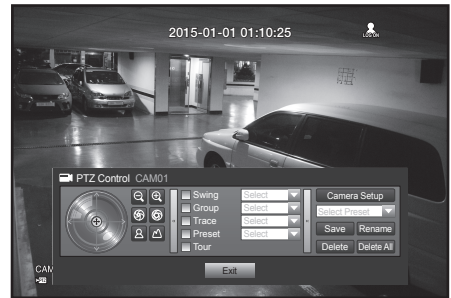 2015-01-01 01:10:25
LOG ON
PTZ Control CAM01
Swing Select
Group Select
Trace Select
Preset Select
Tour
Camera Setup
Select Preset
Save Rename
Delete Delete All
CAM
Exit